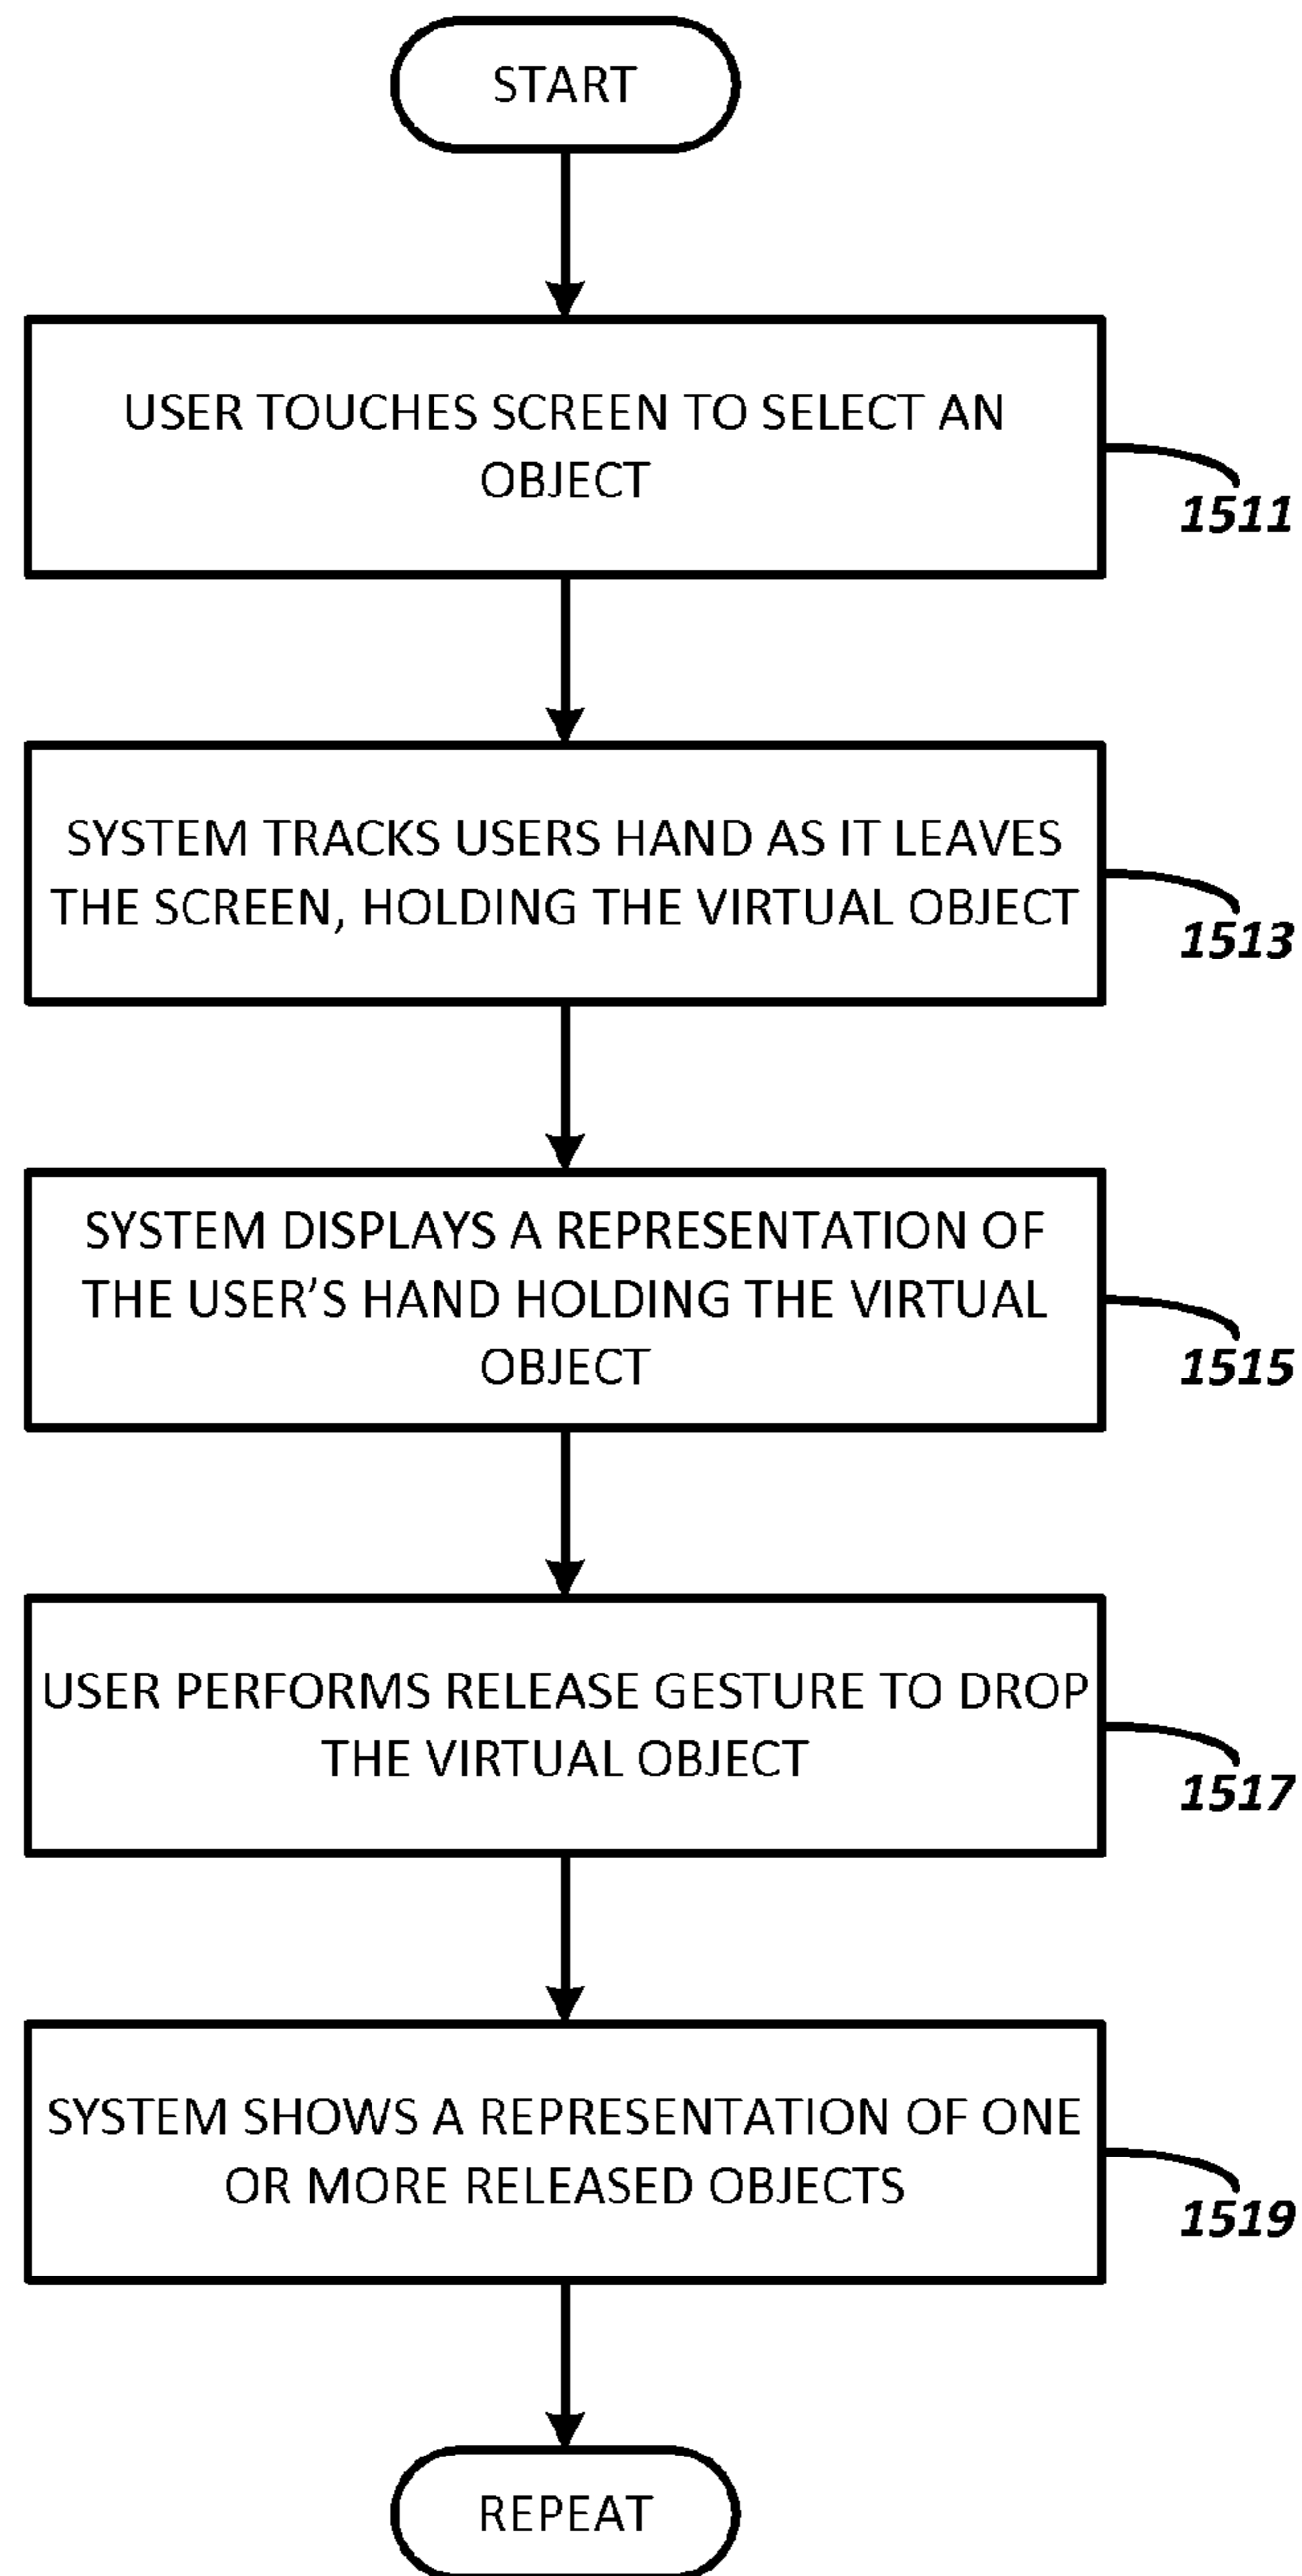 START
USER TOUCHES SCREEN TO SELECT AN
OBJECT
1511
SYSTEM TRACKS USERS HAND AS IT LEAVES
THE SCREEN, HOLDING THE VIRTUAL OBJECT
1513
SYSTEM DISPLAYS A REPRESENTATION OF
THE USER’S HAND HOLDING THE VIRTUAL
OBJECT
1515
USER PERFORMS RELEASE GESTURE TO DROP
THE VIRTUAL OBJECT
1517
SYSTEM SHOWS A REPRESENTATION OF ONE
OR MORE RELEASED OBJECTS
1519
REPEAT